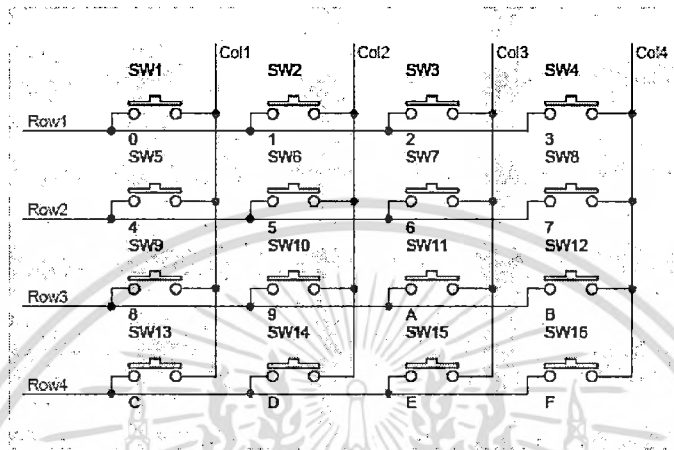 Col1 Col2 Col3 Col4
SW1 SW2 SW3 SW4
Row1
0 1 2 3
SW5 SW6 SW7 SW8
Row2
4 5 6 7
SW9 SW10 SW11 SW12
Row3
8 9 A B
SW13 SW14 SW15 SW16
Row4
C D E F